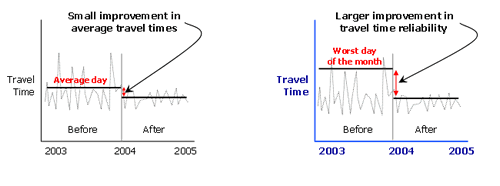 Small improvement in
average travel times
Average day
Travel
Time
Before
After
2003
2004
2005
Larger improvement in
travel time reliability
Worst day
of the month
Travel
Time
Before
After
2003
2004
2005